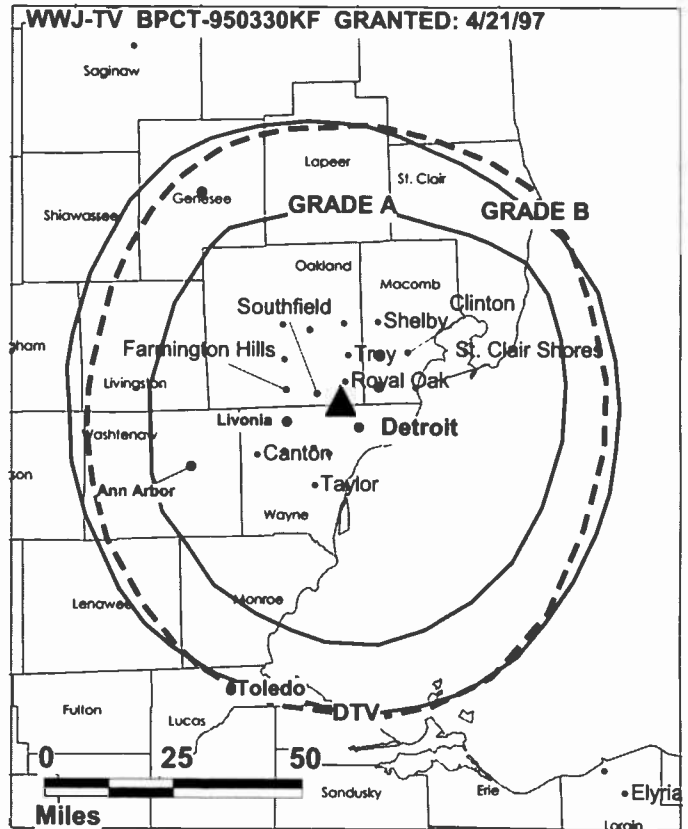 WWJ-TV BPCT-950330KF GRANTED: 4/21/97
Saginaw
Lapeer
St. Clair
Genesee
GRADE A
GRADE B
Shiawassee
Oakland
Macomb
Southfield
Clinton
Shelby
gham
Farmington Hills
Troy
St. Clair Shores
Livingston
Royal Oak
Livonia
Detroit
Washtenaw
Canton
son
Ann Arbor
Taylor
Wayne
Lenawee
Monroe
Toledo
Fulton
Lucas
DTV
0 25 50
Sandusky
Erie
Elyria
Miles
Lorain